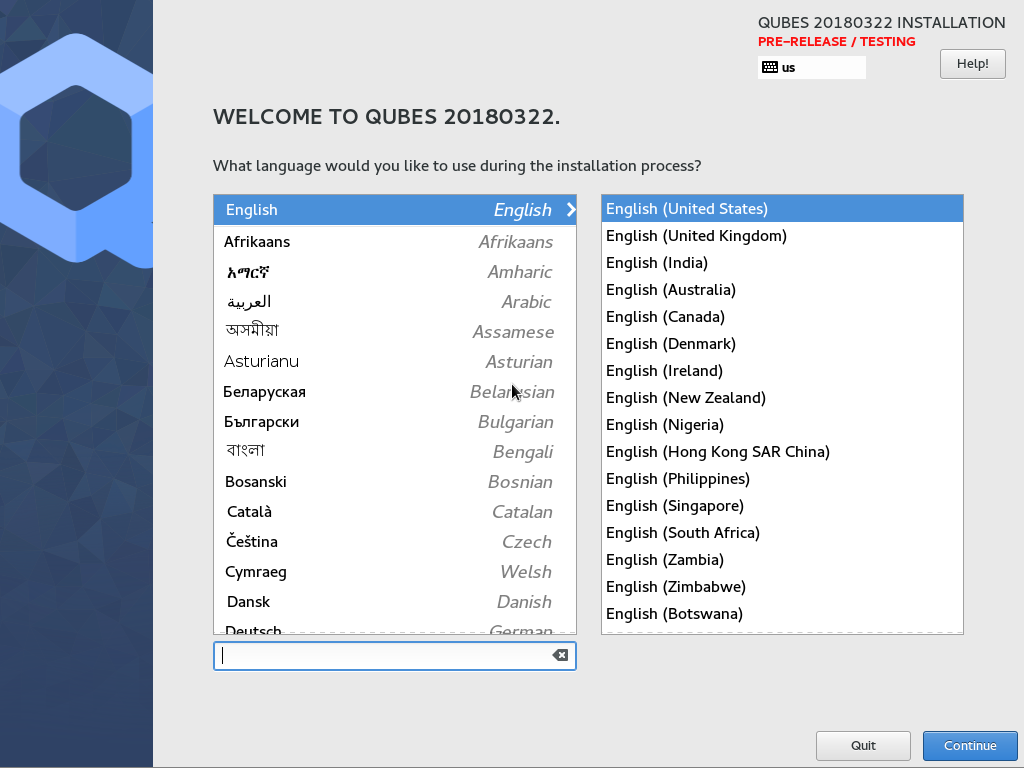 QUBES 20180322 INSTALLATION
PRE-RELEASE / TESTING
us
Help!
WELCOME TO QUBES 20180322.
What language would you like to use during the installation process?
English English
Afrikaans Afrikaans
አማርኛ Amharic
العربية Arabic
অসমীয়া Assamese
Asturianu Asturian
Беларуская Belarusian
Български Bulgarian
বাংলা Bengali
Bosanski Bosnian
Català Catalan
Čeština Czech
Cymraeg Welsh
Dansk Danish
Deutsch German
English (United States)
English (United Kingdom)
English (India)
English (Australia)
English (Canada)
English (Denmark)
English (Ireland)
English (New Zealand)
English (Nigeria)
English (Hong Kong SAR China)
English (Philippines)
English (Singapore)
English (South Africa)
English (Zambia)
English (Zimbabwe)
English (Botswana)
Quit
Continue